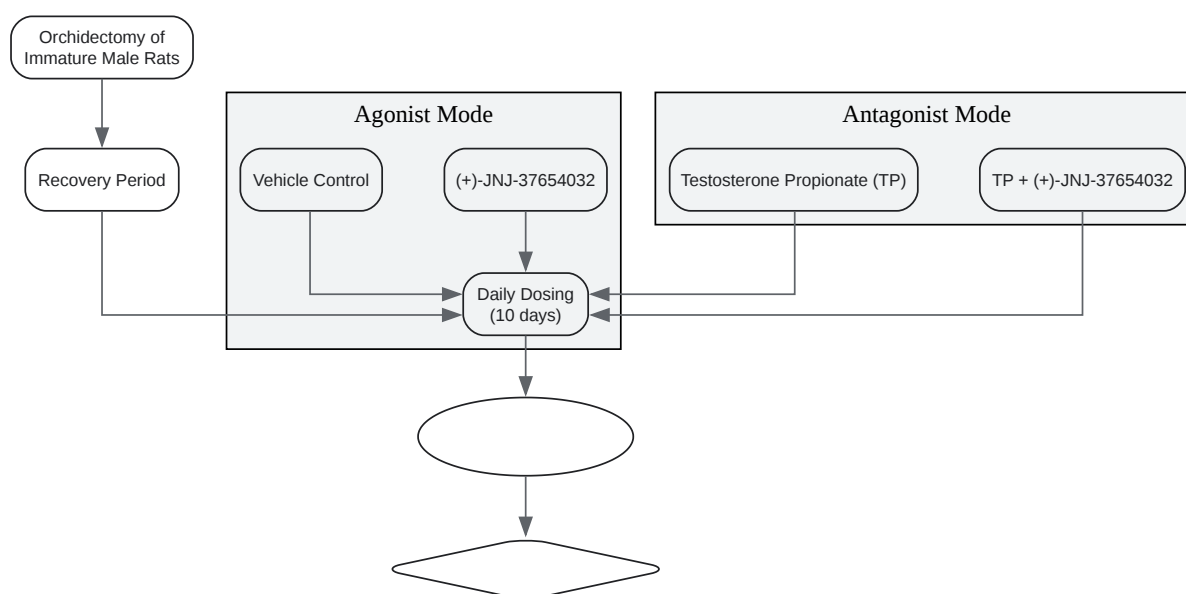 Orchidectomy of
Immature Male Rats
Agonist Mode
Antagonist Mode
Recovery Period
Vehicle Control
(+)-JNJ-37654032
Testosterone Propionate (TP)
TP + (+)-JNJ-37654032
Daily Dosing
(10 days)